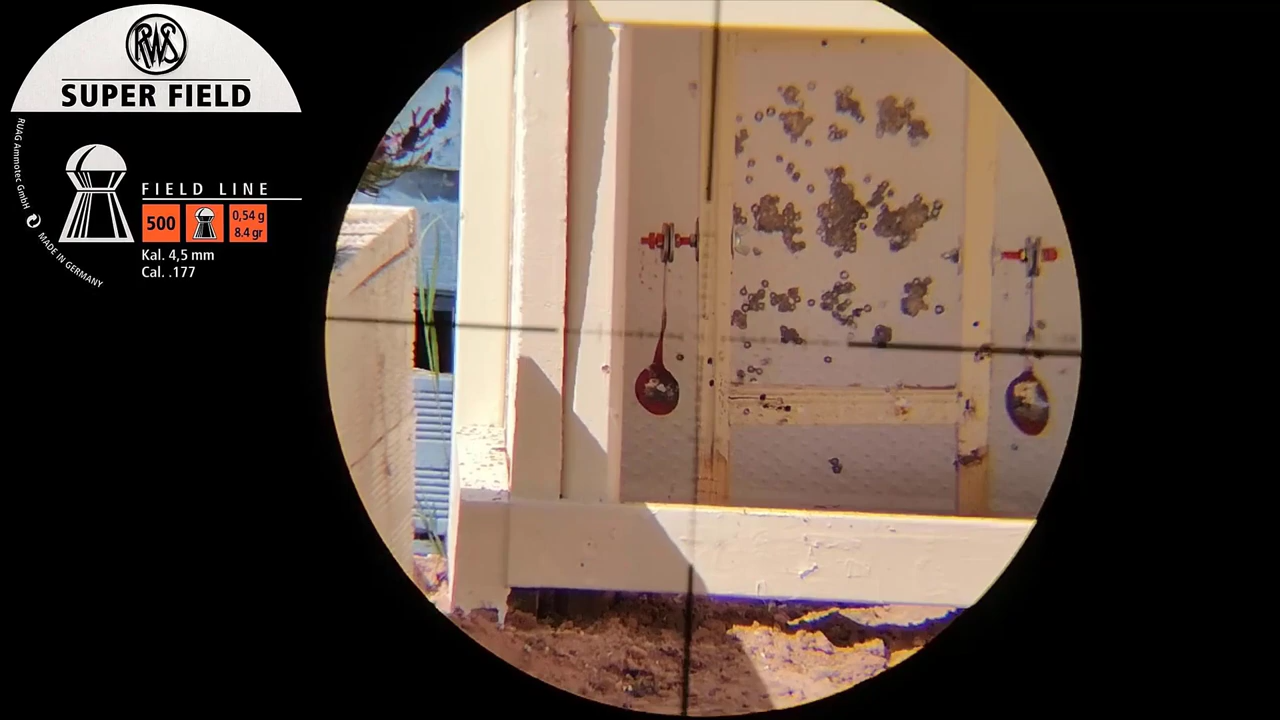 RWS
SUPER FIELD
RUAG Ammotec GmbH
MADE IN GERMANY
FIELD LINE
500
0,54 g
8.4 gr
Kal. 4,5 mm
Cal. .177